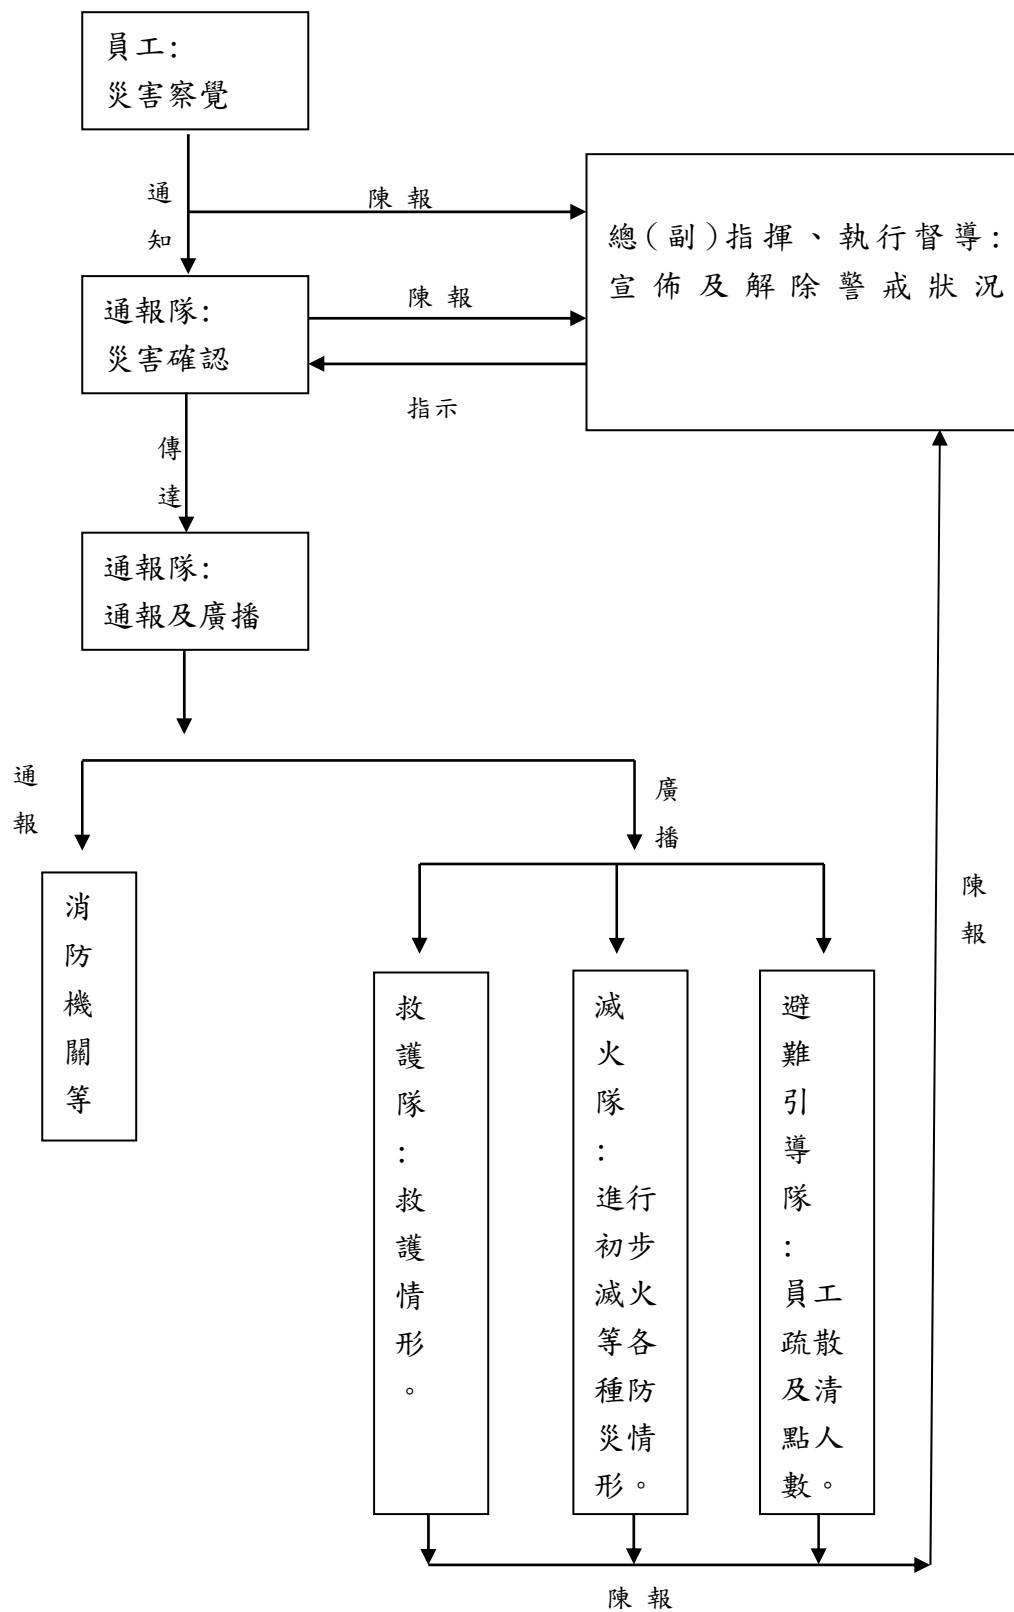 員工:
災害察覺
通
知
陳報
總(副)指揮、執行督導:
宣佈及解除警戒狀況
通報隊:
災害確認
陳報
指示
傳
達
通報隊:
通報及廣播
通
報
廣
播
消
防
機
關
等
救
護
隊
:
救
護
情
形
。
滅
火
隊
:
進行
初步
滅火
等各
種防
災情
形。
避
難
引
導
隊
:
員工
疏散
及清
點人
數。
陳
報
陳報